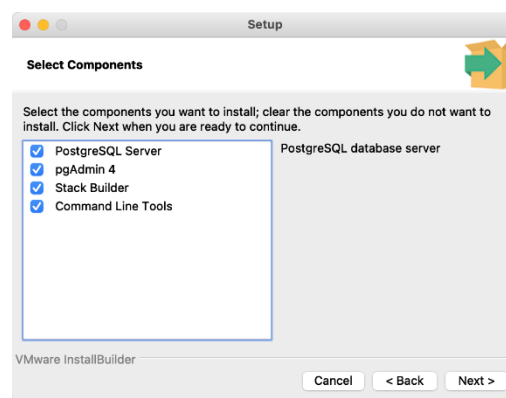 Setup
Select Components
Select the components you want to install; clear the components you do not want to
install. Click Next when you are ready to continue.
PostgreSQL Server
pgAdmin 4
Stack Builder
Command Line Tools
PostgreSQL database server
VMware InstallBuilder
Cancel
< Back
Next >